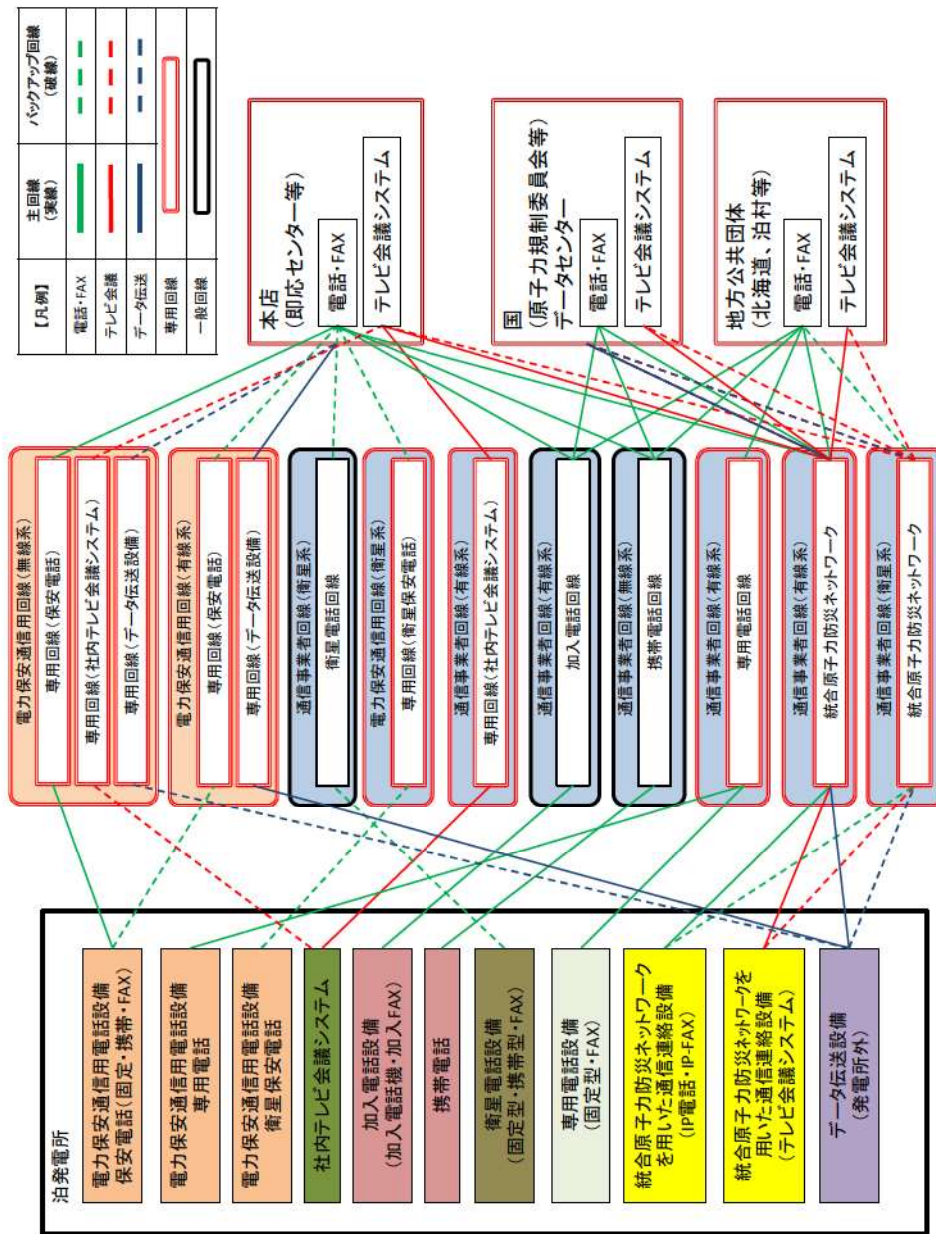 【凡例】
主回線
(実線)
バックアップ回線
(破線)
電話・FAX
テレビ会議
データ伝送
専用回線
一般回線
泊発電所
電力保安通信用電話設備
保安電話(固定・携帯・FAX)
電力保安通信用電話設備
専用電話
電力保安通信用電話設備
衛星保安電話
社内テレビ会議システム
加入電話設備
(加入電話機・加入FAX)
携帯電話
衛星電話設備
(固定型・携帯型・FAX)
専用電話設備
(固定型・FAX)
統合原子力防災ネットワーク
を用いた通信連絡設備
(IP電話・IP-FAX)
統合原子力防災ネットワークを
用いた通信連絡設備
(テレビ会議システム)
データ伝送設備
(発電所外)
電力保安通信用回線(無線系)
専用回線(保安電話)
専用回線(社内テレビ会議システム)
専用回線(データ伝送設備)
電力保安通信用回線(有線系)
専用回線(保安電話)
専用回線(データ伝送設備)
通信事業者回線(衛星系)
衛星電話回線
電力保安通信用回線(衛星系)
専用回線(衛星保安電話)
通信事業者回線(有線系)
専用回線(社内テレビ会議システム)
通信事業者回線(有線系)
加入電話回線
通信事業者回線(無線系)
携帯電話回線
通信事業者回線(有線系)
専用電話回線
通信事業者回線(有線系)
統合原子力防災ネットワーク
通信事業者回線(衛星系)
統合原子力防災ネットワーク
本店
(即応センター等)
電話・FAX
テレビ会議システム
国
(原子力規制委員会等)
データセンター
電話・FAX
テレビ会議システム
地方公共団体
(北海道、泊村等)
電話・FAX
テレビ会議システム